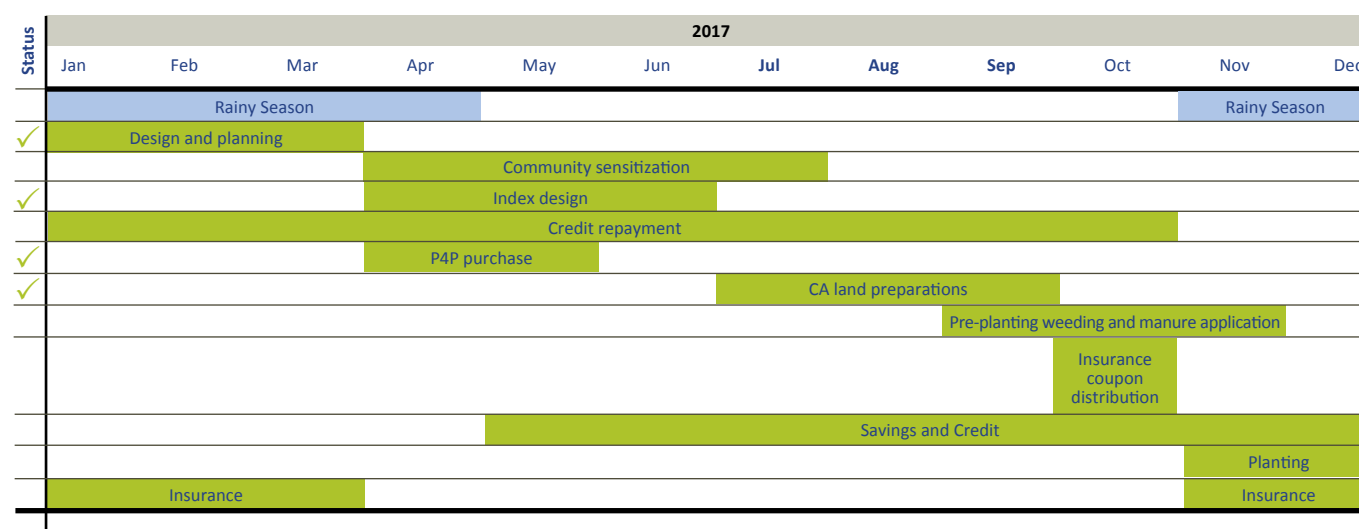 2017
Status
Jan Feb Mar Apr May Jun Jul Aug Sep Oct Nov Dec
Rainy Season Rainy Season
Design and planning
Community sensitization
Index design
Credit repayment
P4P purchase
CA land preparations
Pre-planting weeding and manure application
Insurance
coupon
distribution
Savings and Credit
Planting
Insurance Insurance